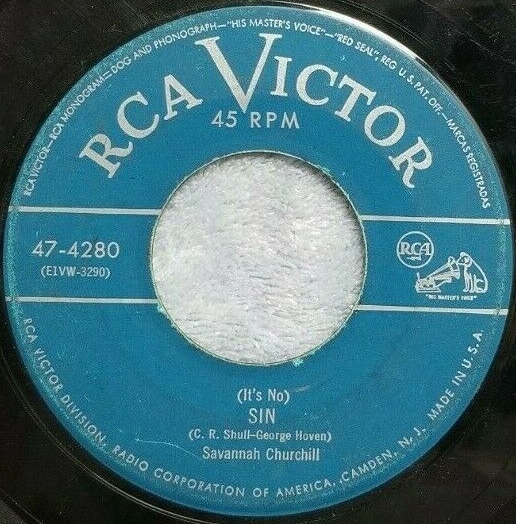 RCA VICTOR—RCA MONOGRAM—DOG AND PHONOGRAPH—"HIS MASTER'S VOICE"—"RED SEAL", REG. U.S. PAT. OFF.—MARCAS REGISTRADAS
RCA VICTOR
45 RPM
47-4280
(E1VW-3290)
RCA
"HIS MASTER'S VOICE"
(It's No)
SIN
(C. R. Shull-George Hoven)
Savannah Churchill
RCA VICTOR DIVISION, RADIO CORPORATION OF AMERICA, CAMDEN, N. J. MADE IN U.S.A.